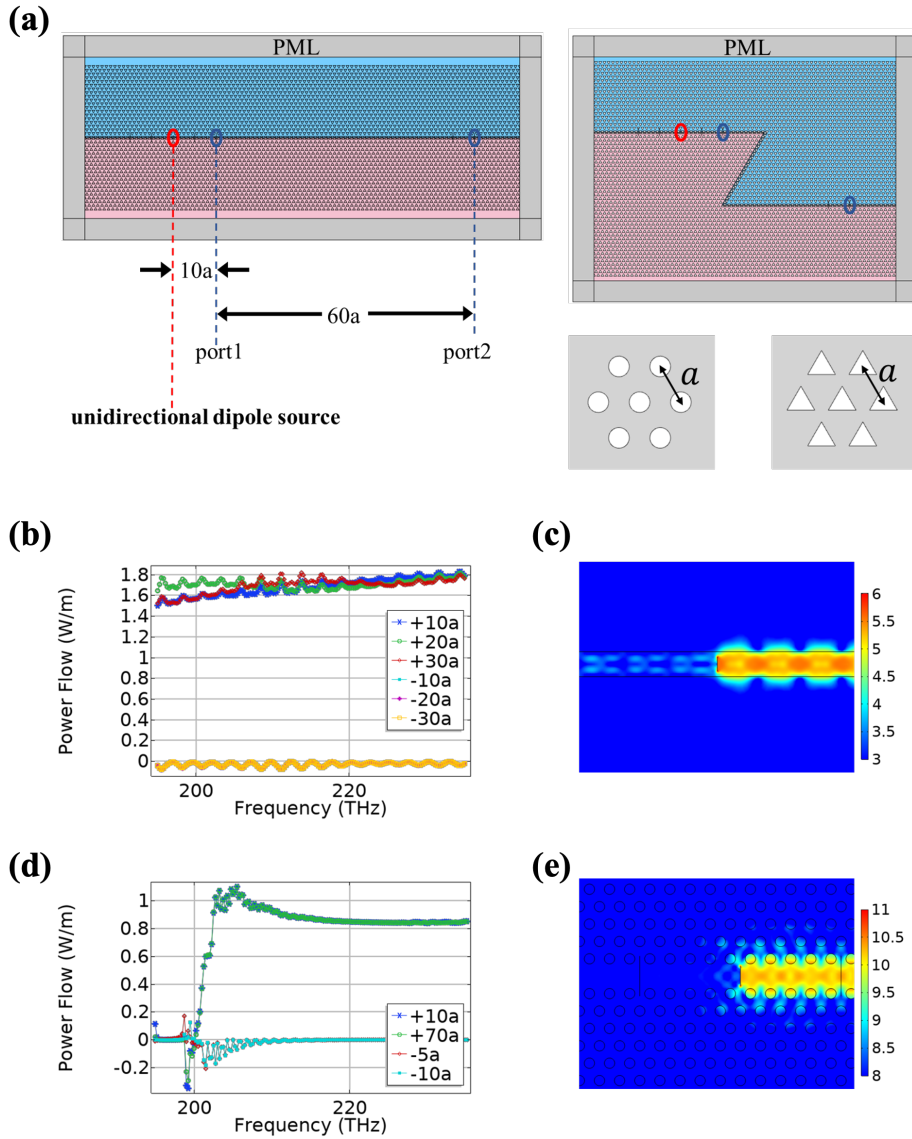 (a)
PML
10a
60a
port1
port2
unidirectional dipole source
PML
a
a
(b)
1.8
1.6
1.4
1.2
1
0.8
0.6
0.4
0.2
0
Power Flow (W/m)
200
220
Frequency (THz)
+10a
+20a
+30a
-10a
-20a
-30a
(c)
6
5.5
5
4.5
4
3.5
3
(d)
1
0.8
0.6
0.4
0.2
0
-0.2
Power Flow (W/m)
200
220
Frequency (THz)
+10a
+70a
-5a
-10a
(e)
11
10.5
10
9.5
9
8.5
8